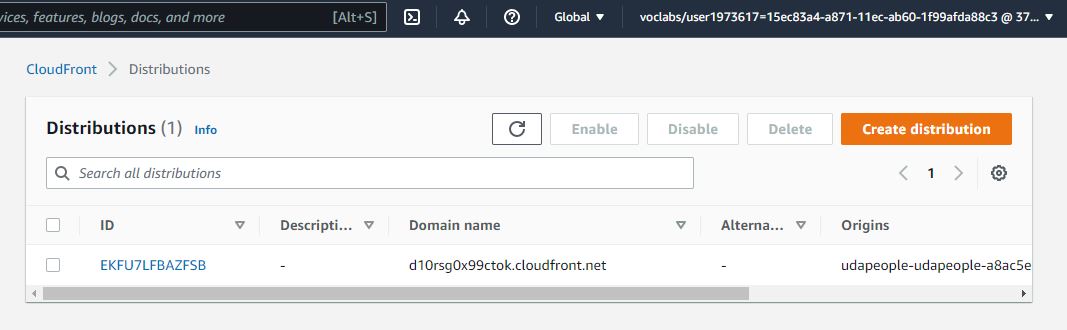 vices, features, blogs, docs, and more [Alt+S] Global voclabs/user1973617=15ec83a4-a871-11ec-ab60-1f99afda88c3 @ 37...
CloudFront Distributions
Distributions (1) Info Enable Disable Delete Create distribution
Search all distributions 1
ID Descripti... Domain name Alterna... Origins
EKFU7LFBAZFSB - d10rsg0x99ctok.cloudfront.net - udapeople-udapeople-a8ac5e